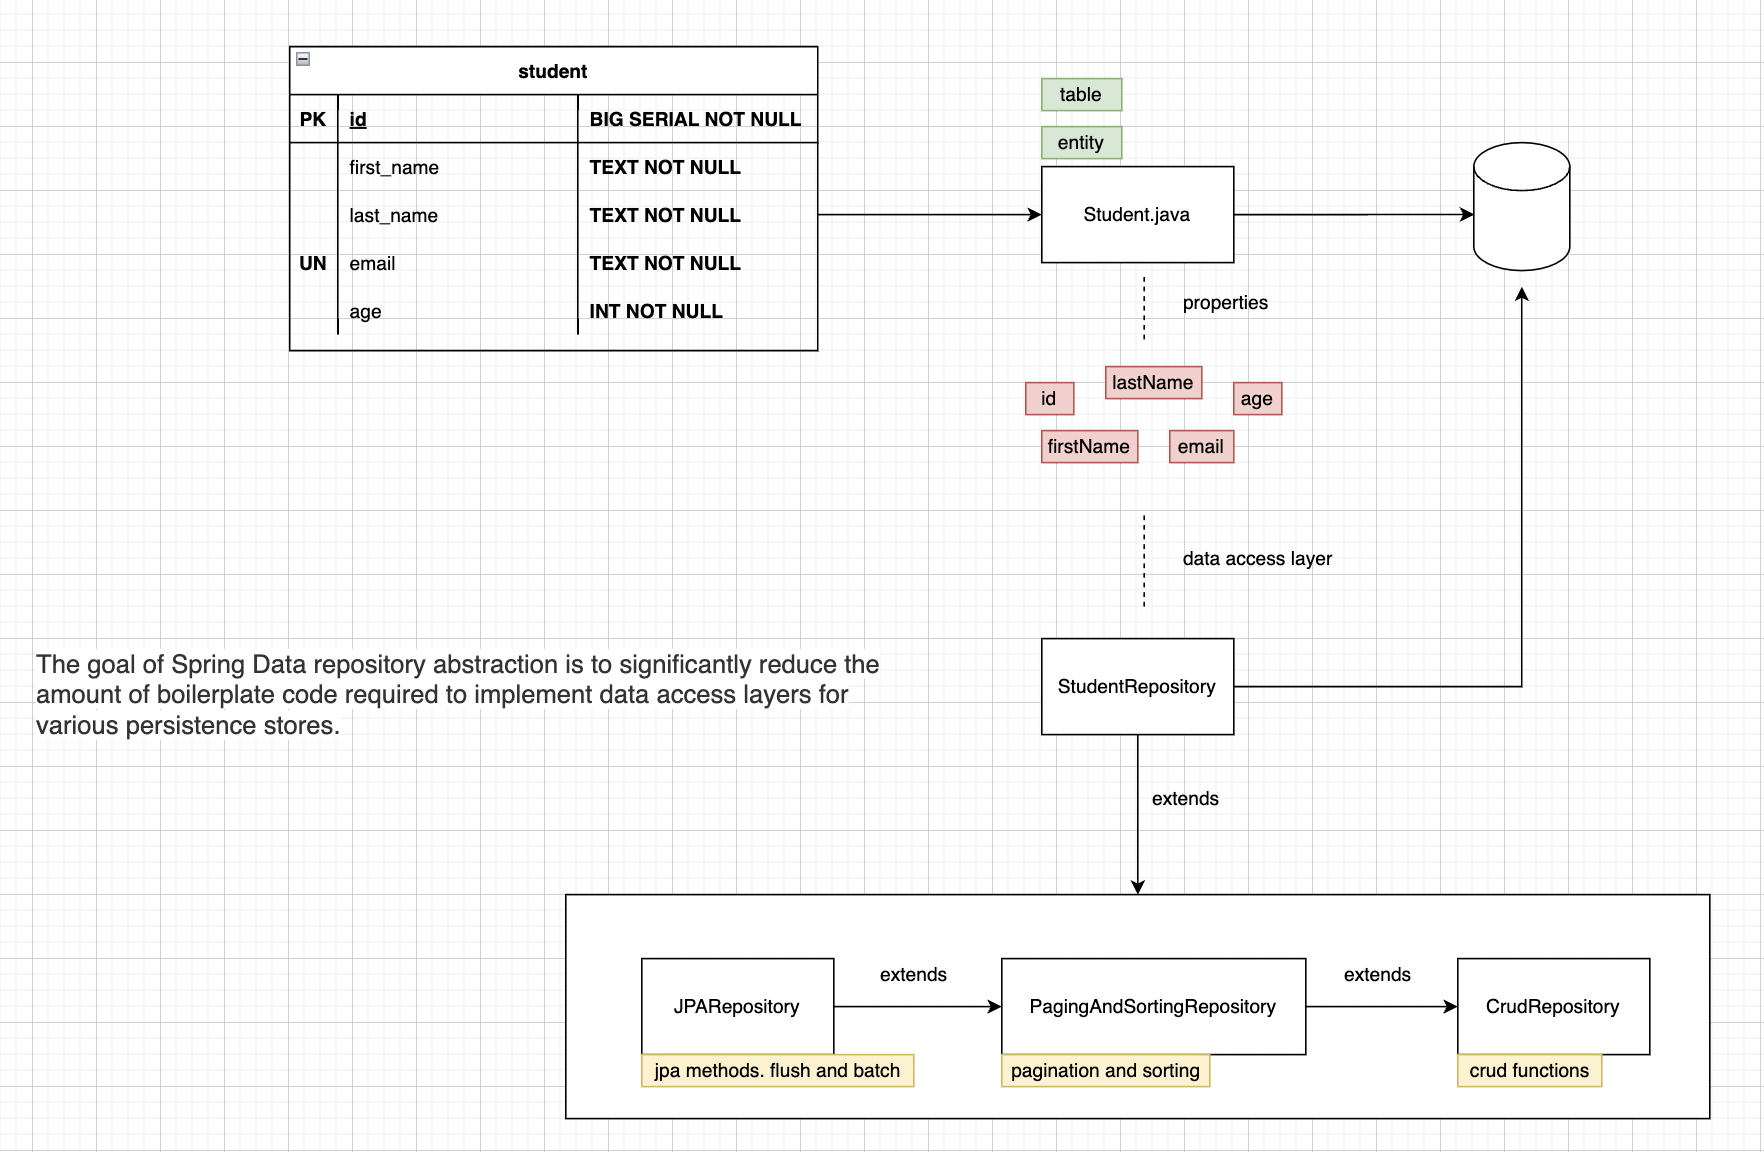 student
PK id BIG SERIAL NOT NULL
first_name TEXT NOT NULL
last_name TEXT NOT NULL
UN email TEXT NOT NULL
age INT NOT NULL
table
entity
Student.java
properties
lastName
id
age
firstName
email
data access layer
The goal of Spring Data repository abstraction is to significantly reduce the
amount of boilerplate code required to implement data access layers for
various persistence stores.
StudentRepository
extends
extends
extends
JPARepository
PagingAndSortingRepository
CrudRepository
jpa methods. flush and batch
pagination and sorting
crud functions